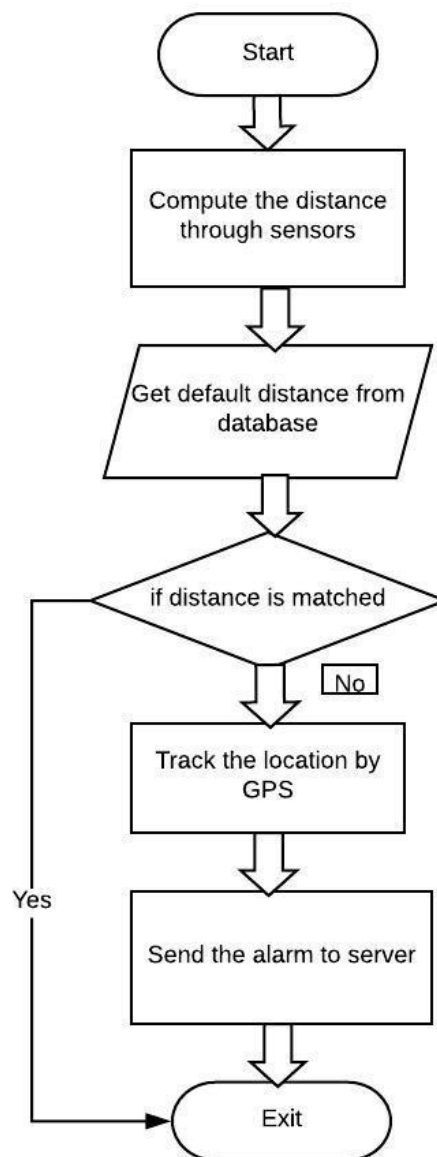 Start
Compute the distance
through sensors
Get default distance from
database
if distance is matched
No
Track the location by
GPS
Yes
Send the alarm to server
Exit